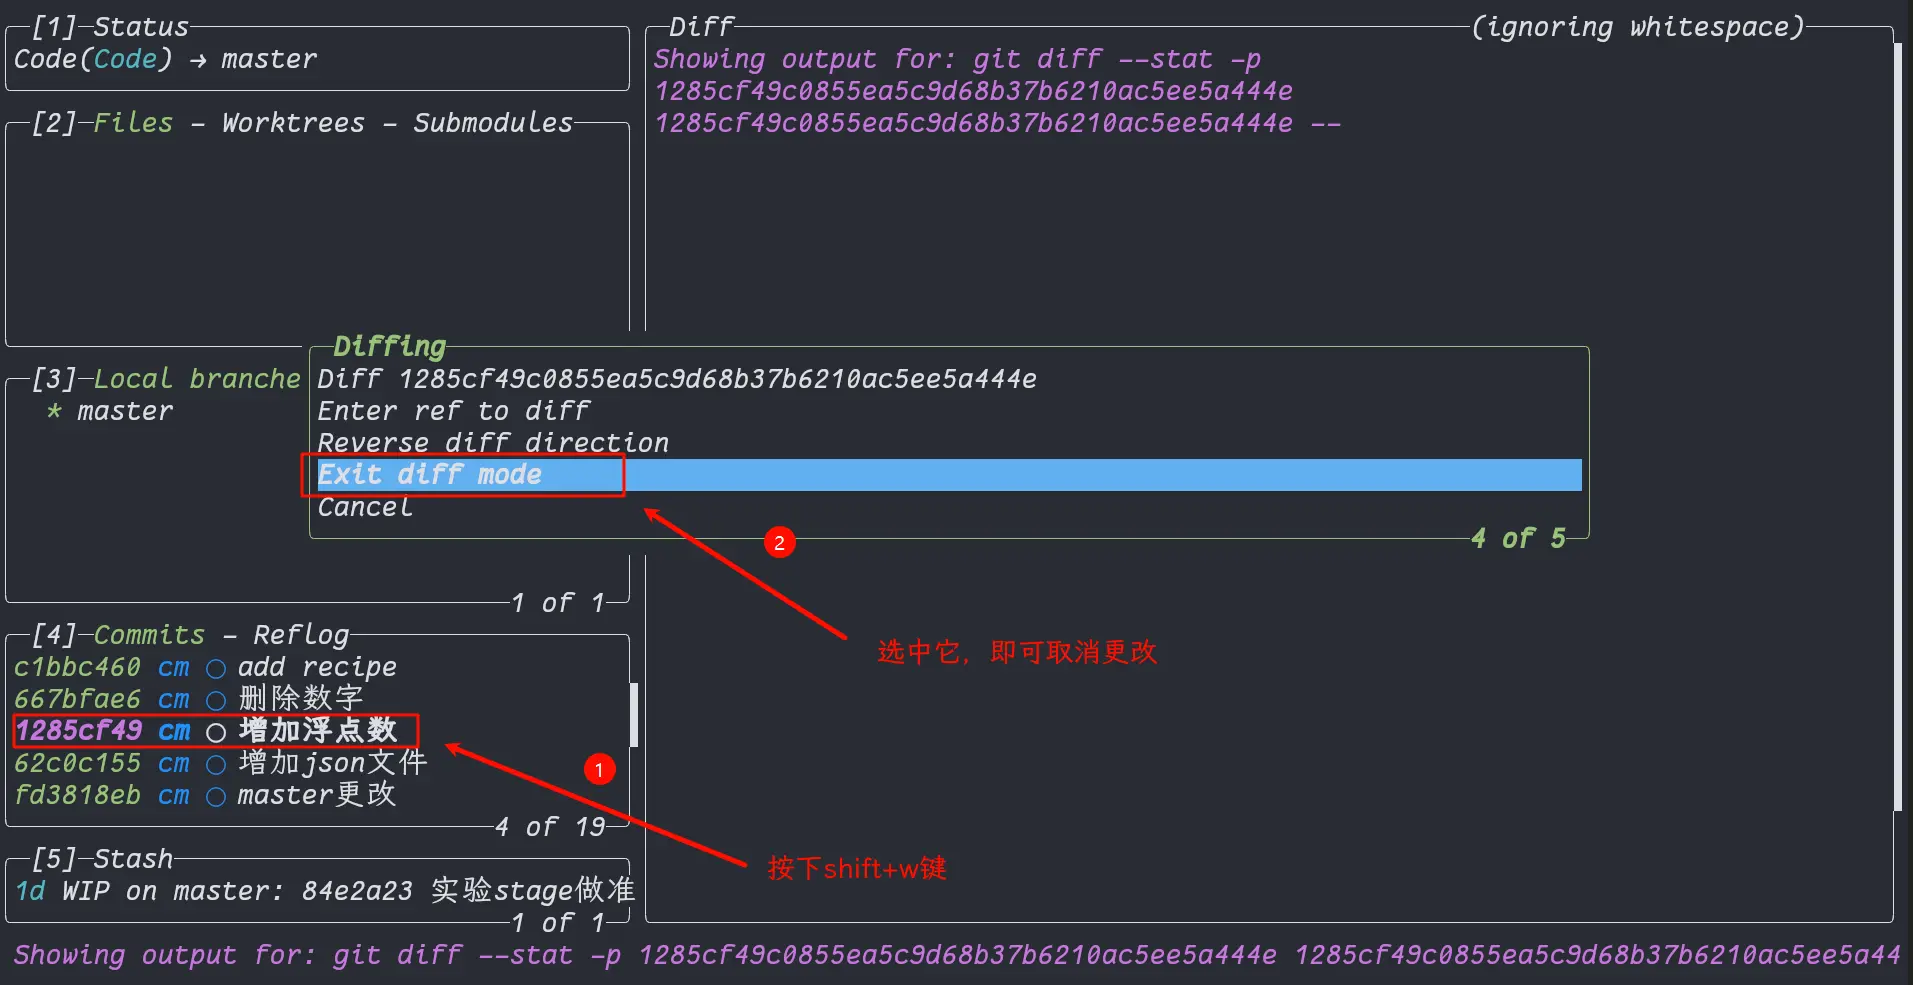 [1] Status
Code(Code) → master
[2] Files - Worktrees - Submodules
[3] Local branche
* master
1 of 1
[4] Commits - Reflog
c1bbc460 cm ○ add recipe
667bfae6 cm ○ 删除数字
1285cf49 cm ○ 增加浮点数
62c0c155 cm ○ 增加json文件
fd3818eb cm ○ master更改
4 of 19
[5] Stash
1d WIP on master: 84e2a23 实验stage做准
1 of 1
Diff (ignoring whitespace)
Showing output for: git diff --stat -p
1285cf49c0855ea5c9d68b37b6210ac5ee5a444e
1285cf49c0855ea5c9d68b37b6210ac5ee5a444e --
Diffing
Diff 1285cf49c0855ea5c9d68b37b6210ac5ee5a444e
Enter ref to diff
Reverse diff direction
Exit diff mode
Cancel
4 of 5
2
选中它，即可取消更改
1
按下shift+w键
Showing output for: git diff --stat -p 1285cf49c0855ea5c9d68b37b6210ac5ee5a444e 1285cf49c0855ea5c9d68b37b6210ac5ee5a44